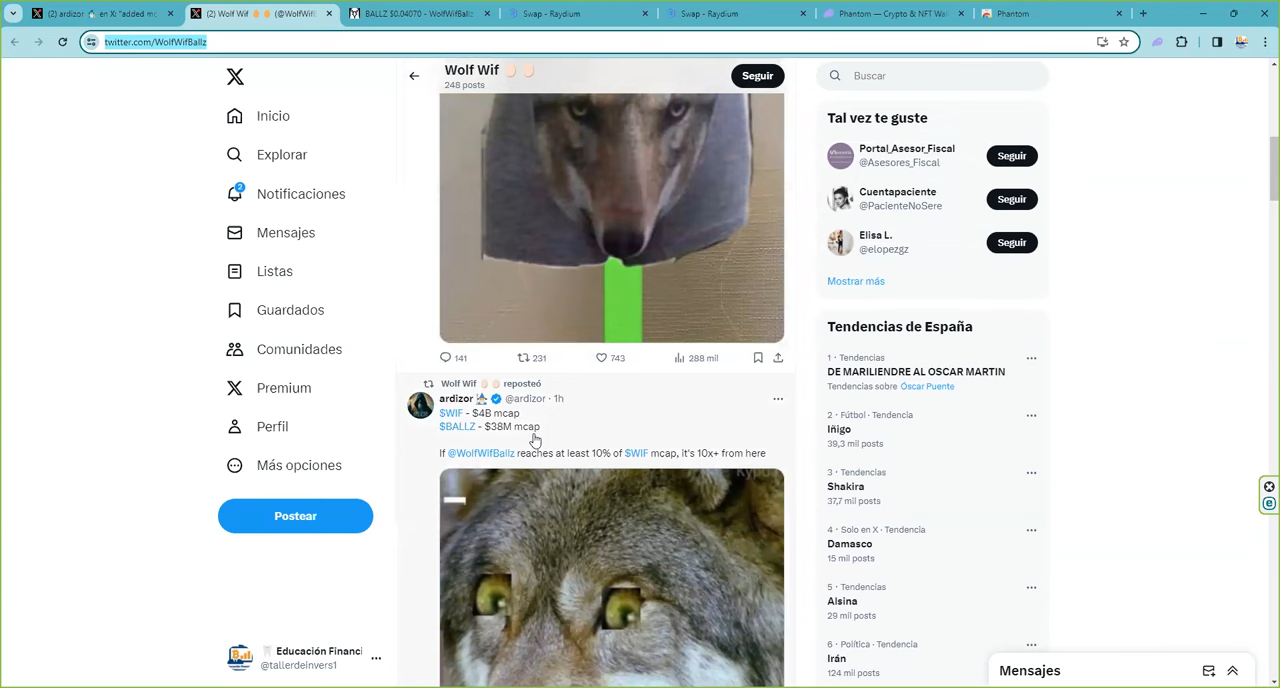 (2) ardizor en X: "added mo
(2) Wolf Wif (@WolfWifB
BALLZ $0.04070 - WolfWifBallz
Swap - Raydium
Swap - Raydium
Phantom — Crypto & NFT Wal
Phantom
twitter.com/WolfWifBallz
Wolf Wif
248 posts
Seguir
Buscar
Inicio
Explorar
2
Notificaciones
Mensajes
Listas
Guardados
Comunidades
Premium
Perfil
Más opciones
Postear
Educación Financi
@tallerdeinvers1
141
231
743
288 mil
Wolf Wif reposteó
ardizor @ardizor · 1h
$WIF - $4B mcap
$BALLZ - $38M mcap
If @WolfWifBallz reaches at least 10% of $WIF mcap, it's 10x+ from here
Tal vez te guste
Portal_Asesor_Fiscal
@Asesores_Fiscal
Seguir
Cuentapaciente
@PacienteNoSere
Seguir
Elisa L.
@elopezgz
Seguir
Mostrar más
Tendencias de España
1 · Tendencias
DE MARILIENDRE AL OSCAR MARTIN
Tendencias sobre Óscar Puente
2 · Fútbol · Tendencia
Iñigo
39,3 mil posts
3 · Tendencias
Shakira
37,7 mil posts
4 · Solo en X · Tendencia
Damasco
15 mil posts
5 · Tendencias
Alsina
29 mil posts
6 · Política · Tendencia
Irán
124 mil posts
Mensajes